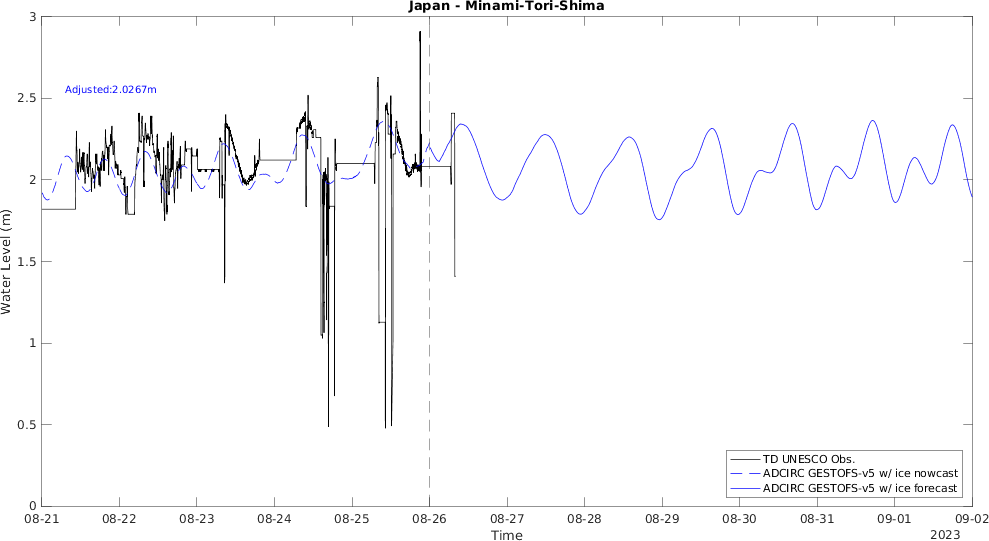 Japan - Minami-Tori-Shima
Adjusted:2.0267m
Water Level (m)
3
2.5
2
1.5
1
0.5
0
08-21 08-22 08-23 08-24 08-25 08-26 08-27 08-28 08-29 08-30 08-31 09-01 09-02
Time
2023
TD UNESCO Obs.
ADCIRC GESTOFS-v5 w/ ice nowcast
ADCIRC GESTOFS-v5 w/ ice forecast